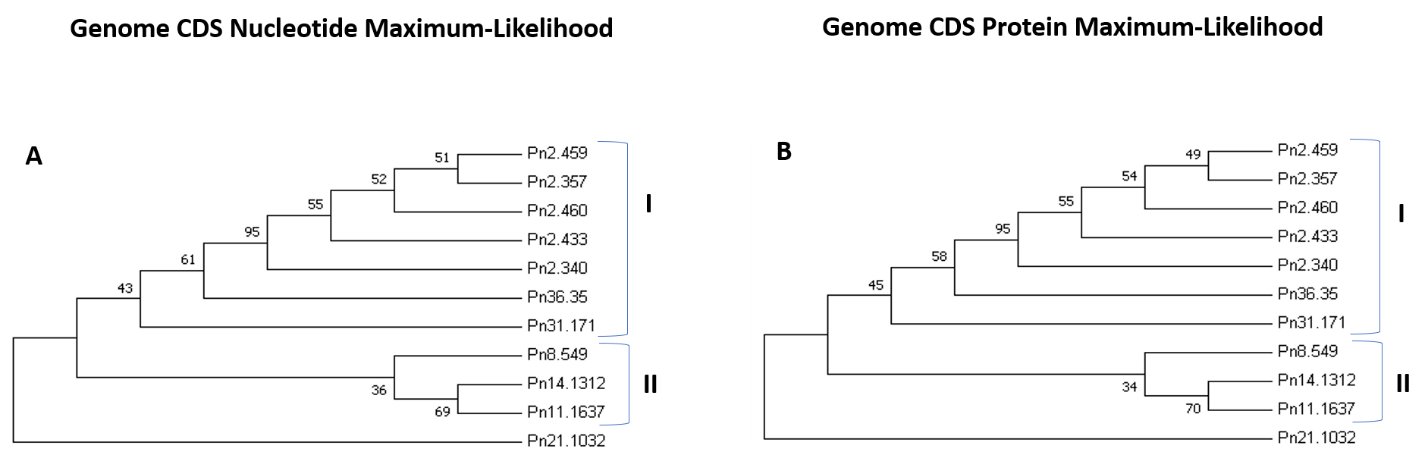 Genome CDS Nucleotide Maximum-Likelihood
Genome CDS Protein Maximum-Likelihood
A
51
Pn2.459
Pn2.357
52
Pn2.460
55
Pn2.433
95
Pn2.340
61
Pn36.35
43
Pn31.171
I
Pn8.549
36
Pn14.1312
69
Pn11.1637
II
Pn21.1032
B
49
Pn2.459
Pn2.357
54
Pn2.460
55
Pn2.433
95
Pn2.340
58
Pn36.35
45
Pn31.171
I
Pn8.549
34
Pn14.1312
70
Pn11.1637
II
Pn21.1032